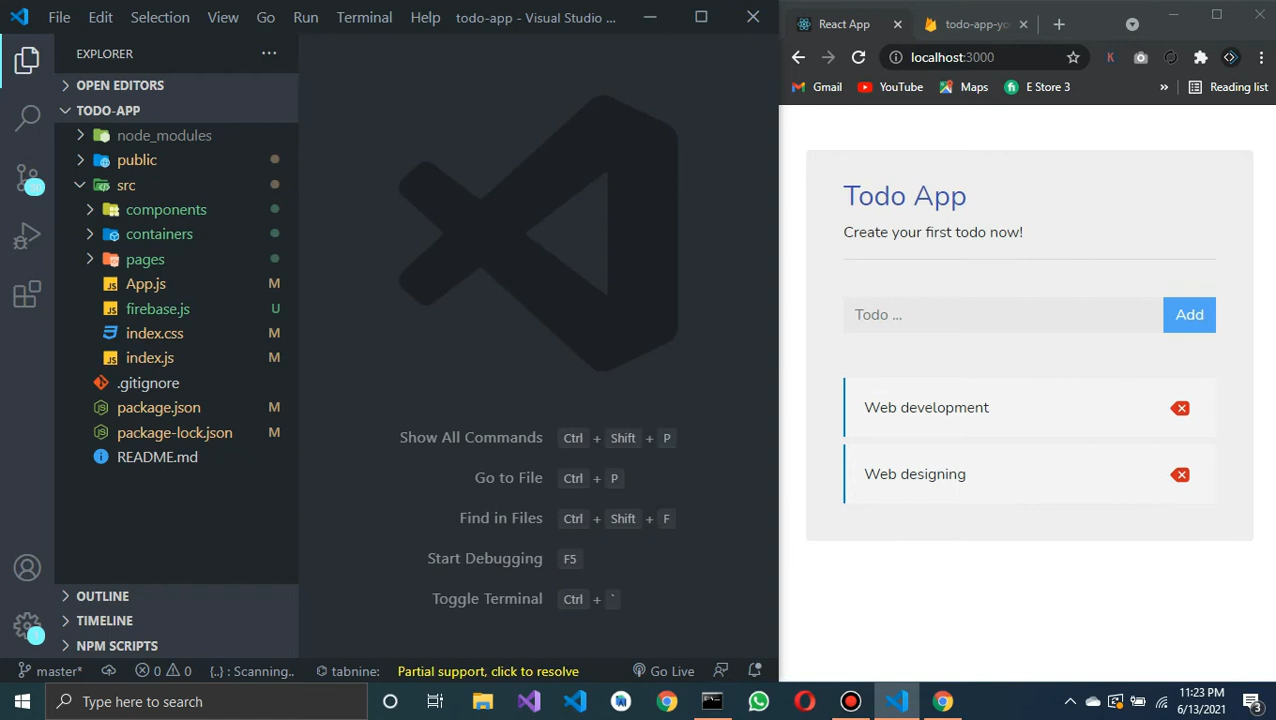 File Edit Selection View Go Run Terminal Help todo-app - Visual Studio ...
EXPLORER
OPEN EDITORS
TODO-APP
node_modules
public
src
components
containers
pages
App.js M
firebase.js U
index.css M
index.js M
.gitignore
package.json M
package-lock.json M
README.md
OUTLINE
TIMELINE
NPM SCRIPTS
1
Show All Commands Ctrl + Shift + P
Go to File Ctrl + P
Find in Files Ctrl + Shift + F
Start Debugging F5
Toggle Terminal Ctrl + `
master* 0 0 {..} : Scanning.. tabnine: Partial support, click to resolve Go Live
React App todo-app-yo
localhost:3000
K
Gmail YouTube Maps E Store 3 » Reading list
Todo App
Create your first todo now!
Todo ... Add
Web development
Web designing
Type here to search
11:23 PM
6/13/2021
3